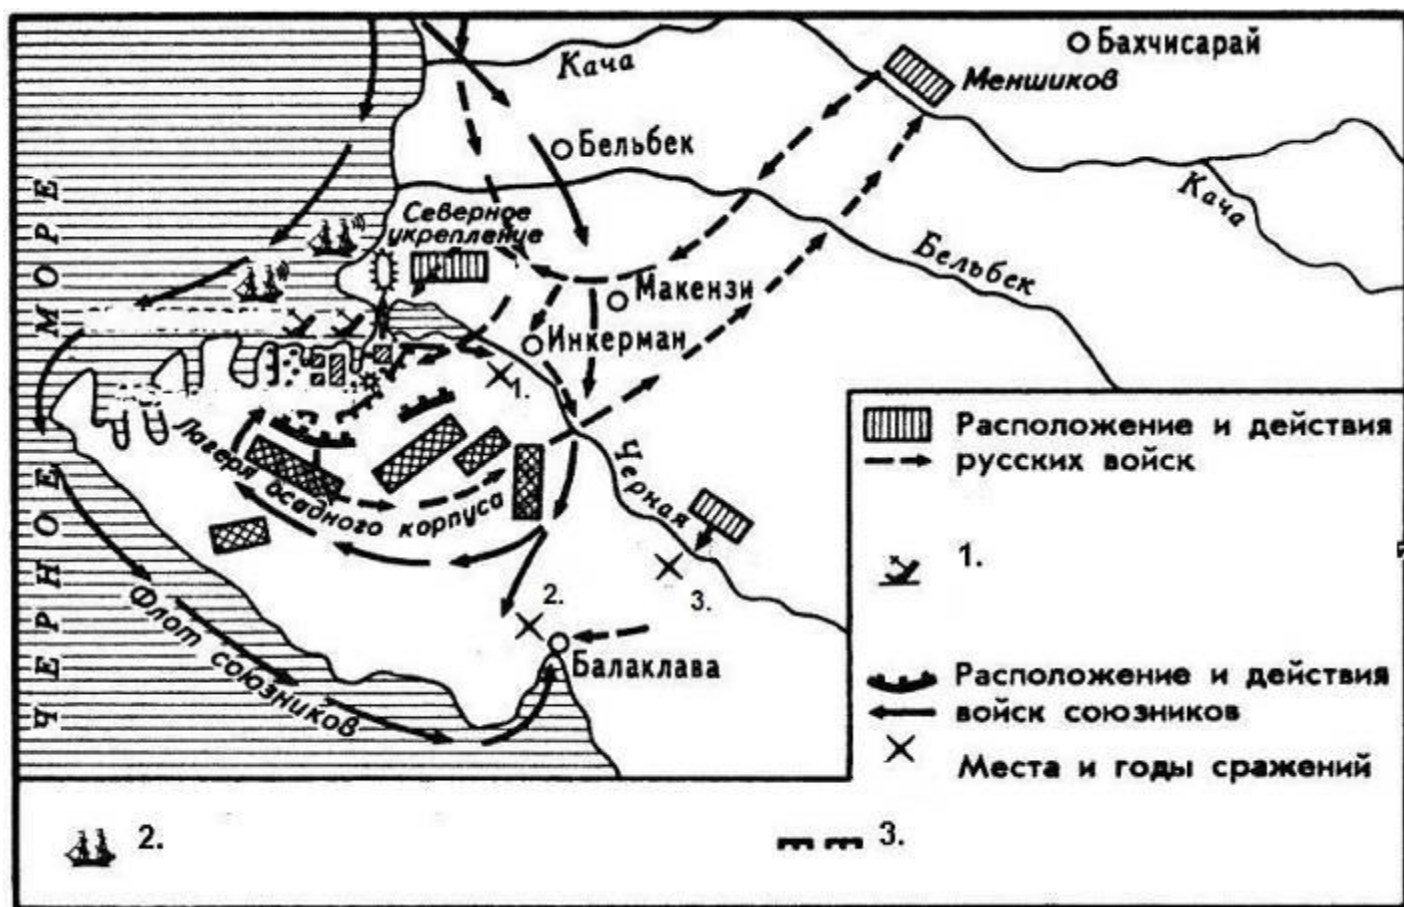 Кача
Бахчисарай
Меншиков
Бельбек
Кача
Северное
укрепление
Бельбек
Макензи
Инкерман
1.
ЧЕРНОЕ МОРЕ
Лагеря осадного корпуса
Черная
3.
2.
Балаклава
Флот союзников
Расположение и действия
русских войск
1.
Расположение и действия
войск союзников
Места и годы сражений
2.
3.